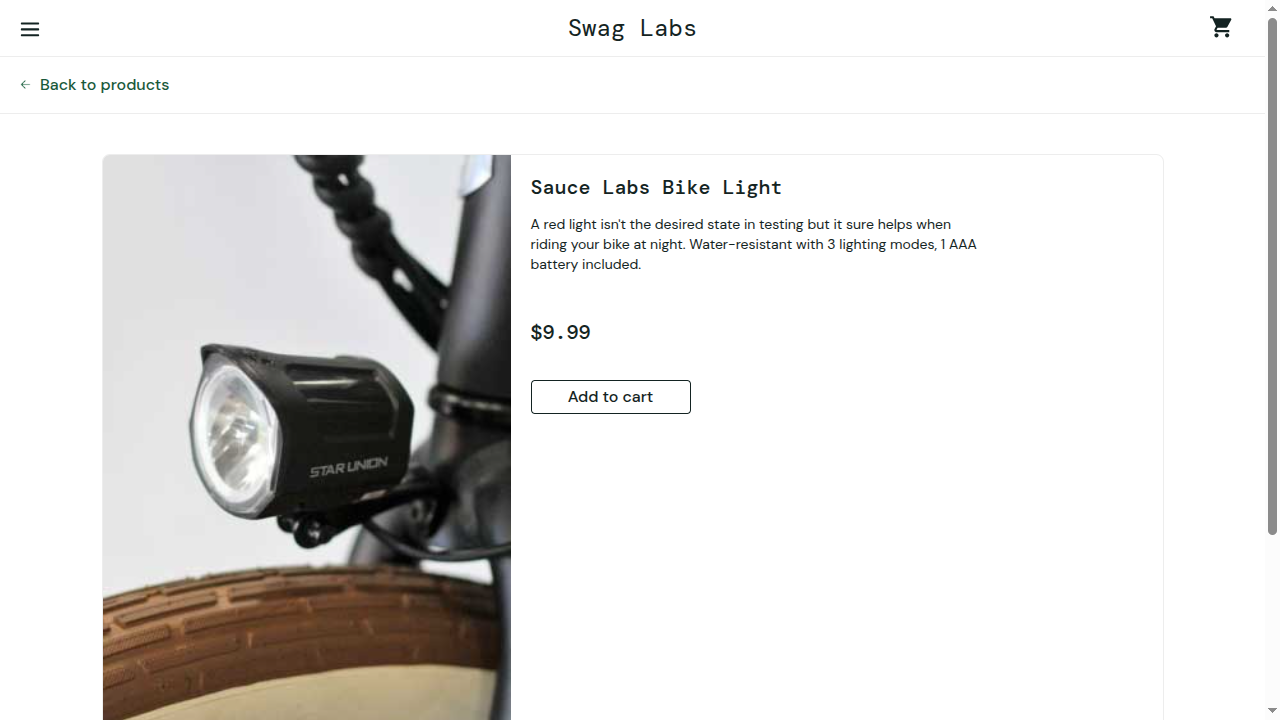 Swag Labs
Back to products
Sauce Labs Bike Light
A red light isn't the desired state in testing but it sure helps when
riding your bike at night. Water-resistant with 3 lighting modes, 1 AAA
battery included.
$9.99
Add to cart
STAR UNION